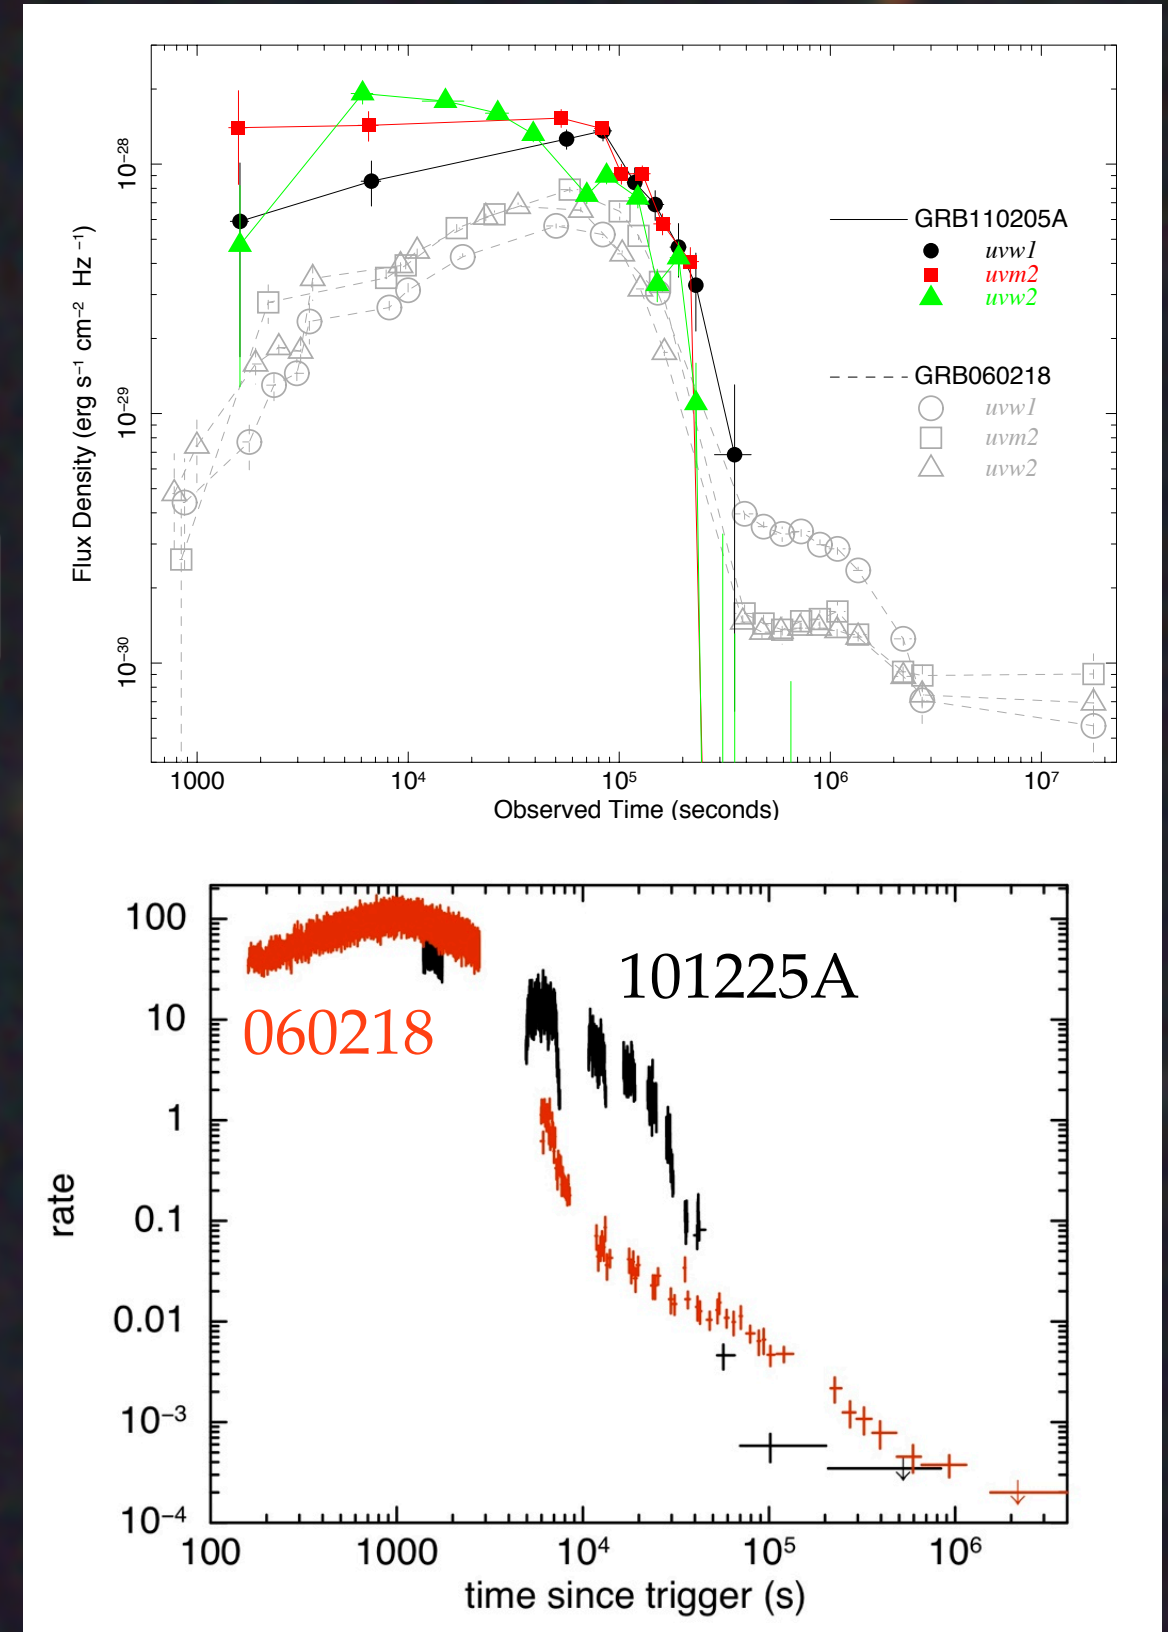 10⁻²⁸
10⁻²⁹
10⁻³⁰
Flux Density (erg s⁻¹ cm⁻² Hz⁻¹)
GRB110205A
uvw1
uvm2
uvw2
GRB060218
uvw1
uvm2
uvw2
1000 10⁴ 10⁵ 10⁶ 10⁷
Observed Time (seconds)
100
10
1
0.1
0.01
10⁻³
10⁻⁴
rate
101225A
060218
100 1000 10⁴ 10⁵ 10⁶
time since trigger (s)